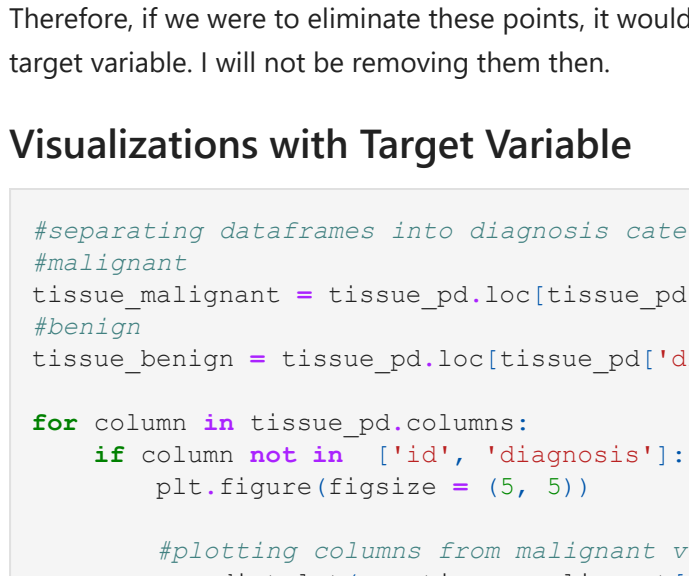 Therefore, if we were to eliminate these points, it would
target variable. I will not be removing them then.
Visualizations with Target Variable
#separating dataframes into diagnosis cate
#malignant
tissue_malignant = tissue_pd.loc[tissue_pd
#benign
tissue_benign = tissue_pd.loc[tissue_pd['d
for column in tissue_pd.columns:
    if column not in  ['id', 'diagnosis']:
        plt.figure(figsize = (5, 5))
        #plotting columns from malignant v